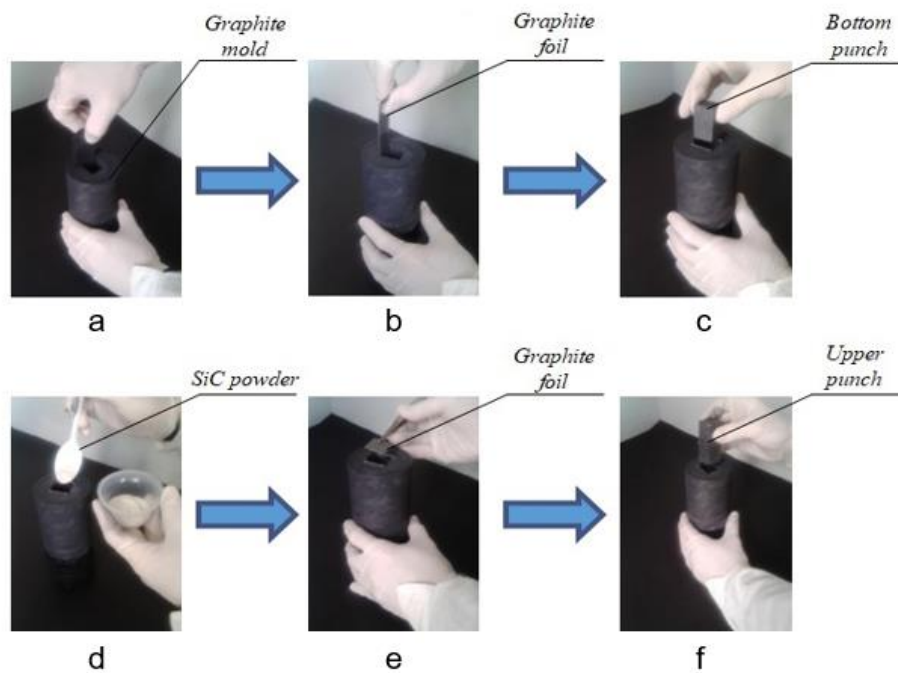 Graphite
mold
Graphite
foil
Bottom
punch
a
b
c
SiC powder
Graphite
foil
Upper
punch
d
e
f